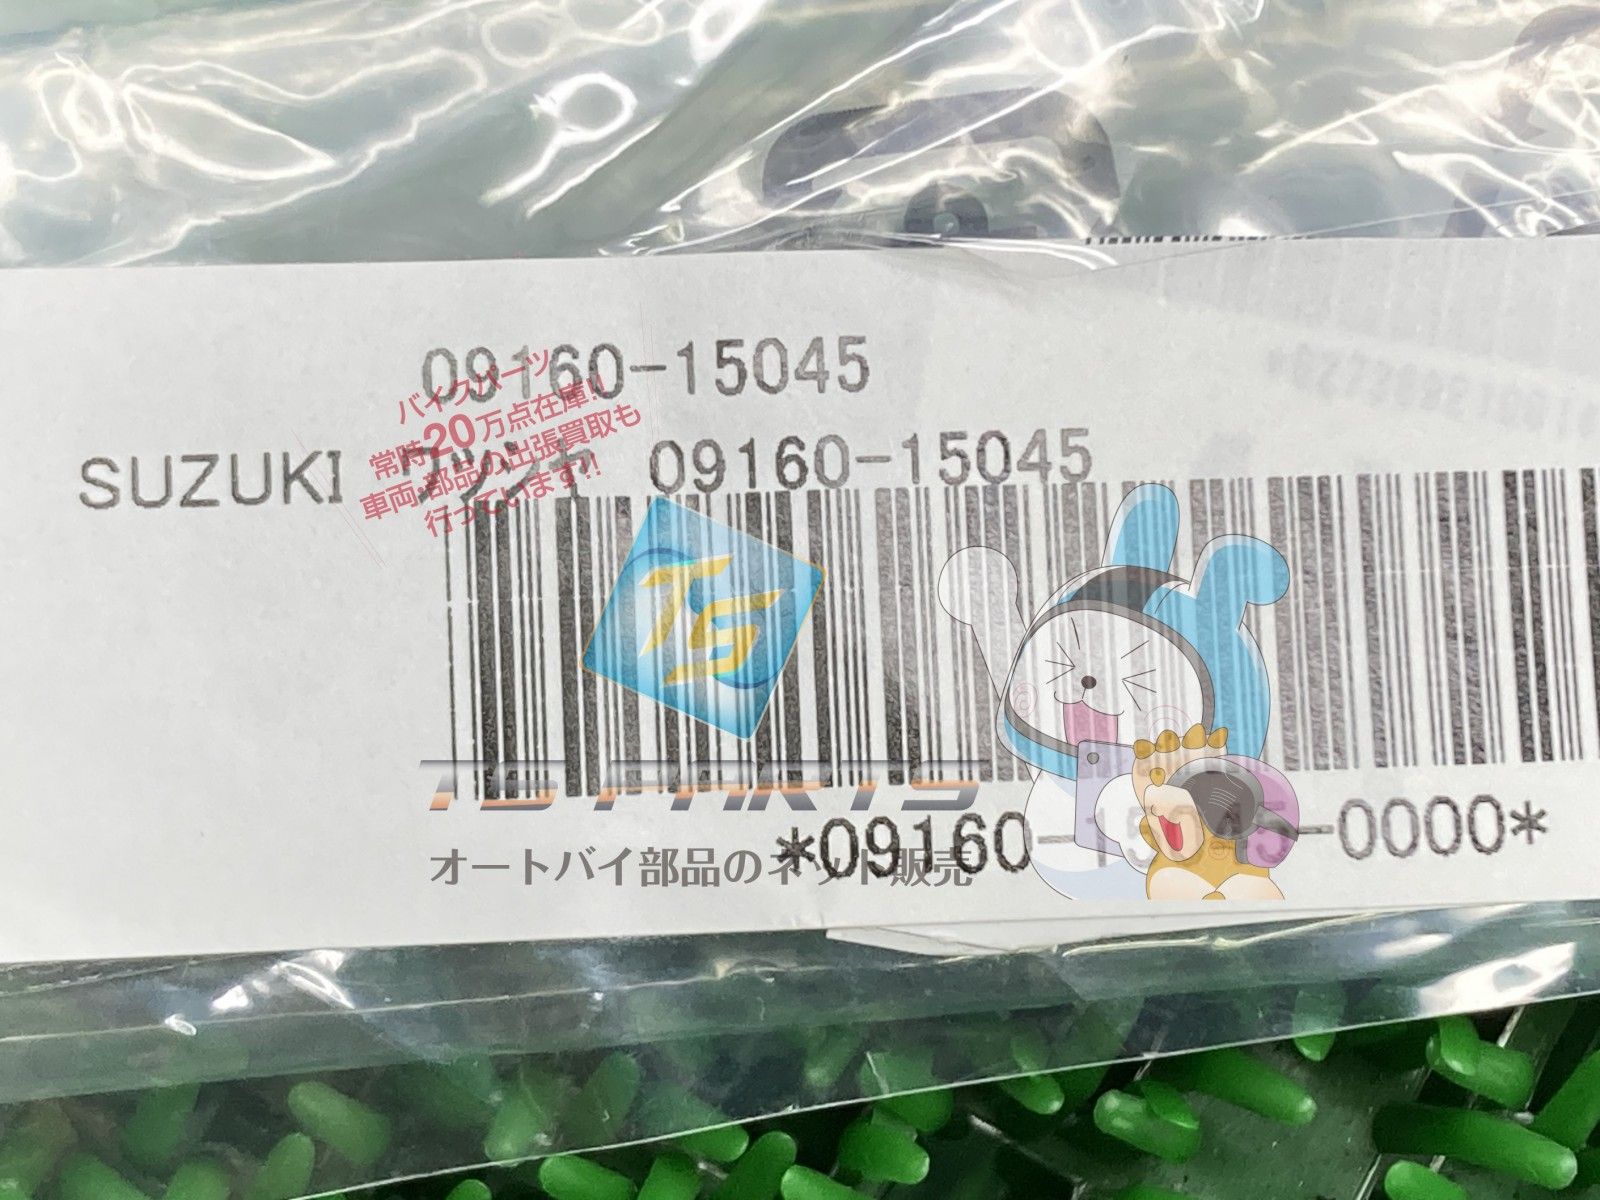 09160-15045
バイクパーツ
常時20万点在庫!!
車両・部品の出張買取も
行っています!!
SUZUKI ワッシャ 09160-15045
TS
TS PARTS
オートバイ部品のネット販売
*09160-15045-0000*